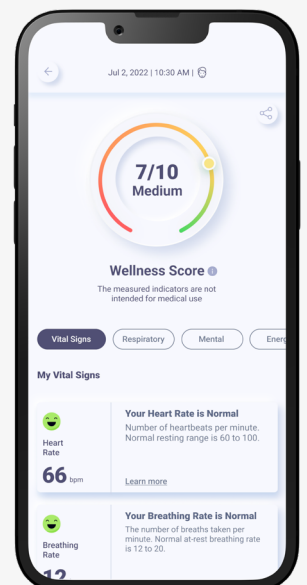 Jul 2, 2022 | 10:30 AM |
7/10
Medium
Wellness Score
The measured indicators are not
intended for medical use
Vital Signs
Respiratory
Mental
My Vital Signs
Heart
Rate
66 bpm
Your Heart Rate is Normal
Number of heartbeats per minute.
Normal resting range is 60 to 100.
Learn more
Breathing
Rate
12
Your Breathing Rate is Normal
The number of breaths taken per
minute. Normal at-rest breathing rate
is 12 to 20.